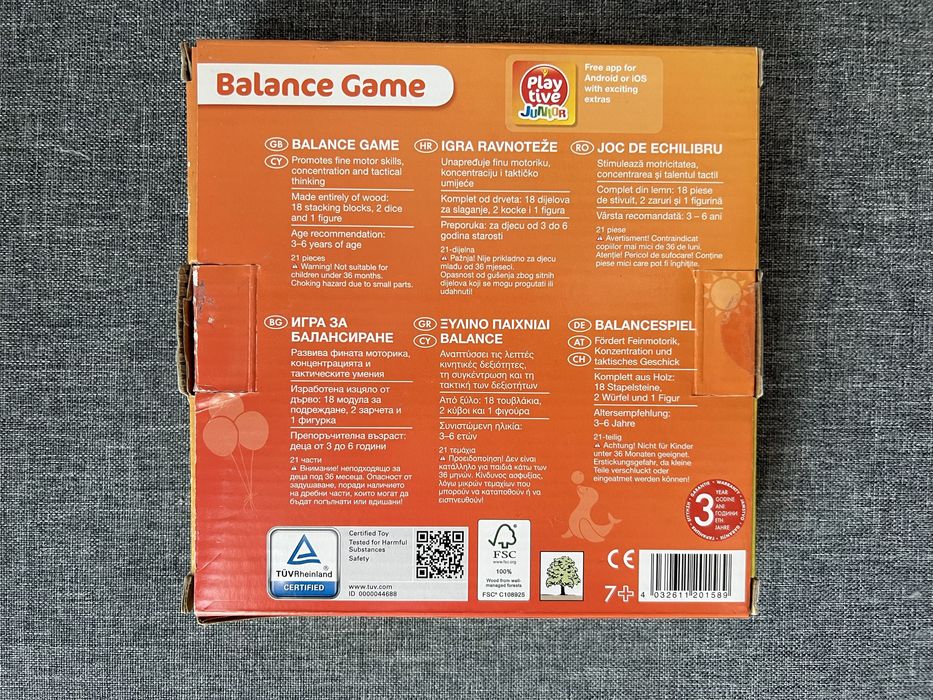 Balance Game
Play
tive
JUNIOR
Free app for
Android or iOS
with exciting
extras
GB BALANCE GAME
CY Promotes fine motor skills,
concentration and tactical
thinking
Made entirely of wood:
18 stacking blocks, 2 dice
and 1 figure
Age recommendation:
3–6 years of age
21 pieces
Warning! Not suitable for
children under 36 months.
Choking hazard due to small parts.
HR IGRA RAVNOTEŽE
Unapređuje finu motoriku,
koncentraciju i taktičko
umijeće
Komplet od drveta: 18 dijelova
za slaganje, 2 kocke i 1 figura
Preporuka: za djecu od 3 do 6
godina starosti
21-dijelna
Pažnja! Nije prikladno za djecu
mlađu od 36 mjeseci.
Opasnost od gušenja zbog sitnih
dijelova koji se mogu progutati ili
udahnuti!
RO JOC DE ECHILIBRU
Stimulează motricitatea,
concentrarea și talentul tactil
Complet din lemn: 18 piese
de stivuit, 2 zaruri și 1 figurină
Vârsta recomandată: 3 – 6 ani
21 piese
Avertisment! Contraindicat
copiilor mai mici de 36 de luni.
Atenție! Pericol de sufocare! Conține
piese mici care pot fi înghițite.
BG ИГРА ЗА
БАЛАНСИРАНЕ
Развива фината моторика,
концентрацията и
тактическите умения
Изработена изцяло от
дърво: 18 модула за
подреждане, 2 зарчета и
1 фигурка
Препоръчителна възраст:
деца от 3 до 6 години
21 части
Внимание! неподходящо за
деца под 36 месеца. Опасност от
задушаване, поради наличието
на дребни части, които могат да
бъдат погълнати или вдишани!
GR ΞΥΛΙΝΟ ΠΑΙΧΝΙΔΙ
CY BALANCE
Αναπτύσσει τις λεπτές
κινητικές δεξιότητες,
τη συγκέντρωση και τη
τακτική των δεξιοτήτων
Από ξύλο: 18 τουβλάκια,
2 κύβοι και 1 φιγούρα
Συνιστώμενη ηλικία:
3–6 ετών
21 τεμάχια
Προειδοποίηση! Δεν είναι
κατάλληλο για παιδιά κάτω των
36 μηνών. Κίνδυνος ασφυξίας,
λόγω μικρών τεμαχίων που
μπορούν να καταποθούν ή να
εισπνευθούν!
DE BALANCESPIEL
AT Fördert Feinmotorik,
Konzentration und
CH taktisches Geschick
Komplett aus Holz:
18 Stapelsteine,
2 Würfel und 1 Figur
Altersempfehlung:
3–6 Jahre
21-teilig
Achtung! Nicht für Kinder
unter 36 Monaten geeignet.
Erstickungsgefahr, da kleine
Teile verschluckt oder
eingeatmet werden können!
3 YEAR
GODINE
ANI
ГОДИНИ
ΕΤΗ
JAHRE
GARANTIE • WARRANTY
TÜVRheinland®
CERTIFIED
Certified Toy
Tested for Harmful
Substances
Safety
www.tuv.com
ID 0000044688
FSC
www.fsc.org
100%
Wood from well-
managed forests
FSC® C108925
CE
7+
4 032611 201589